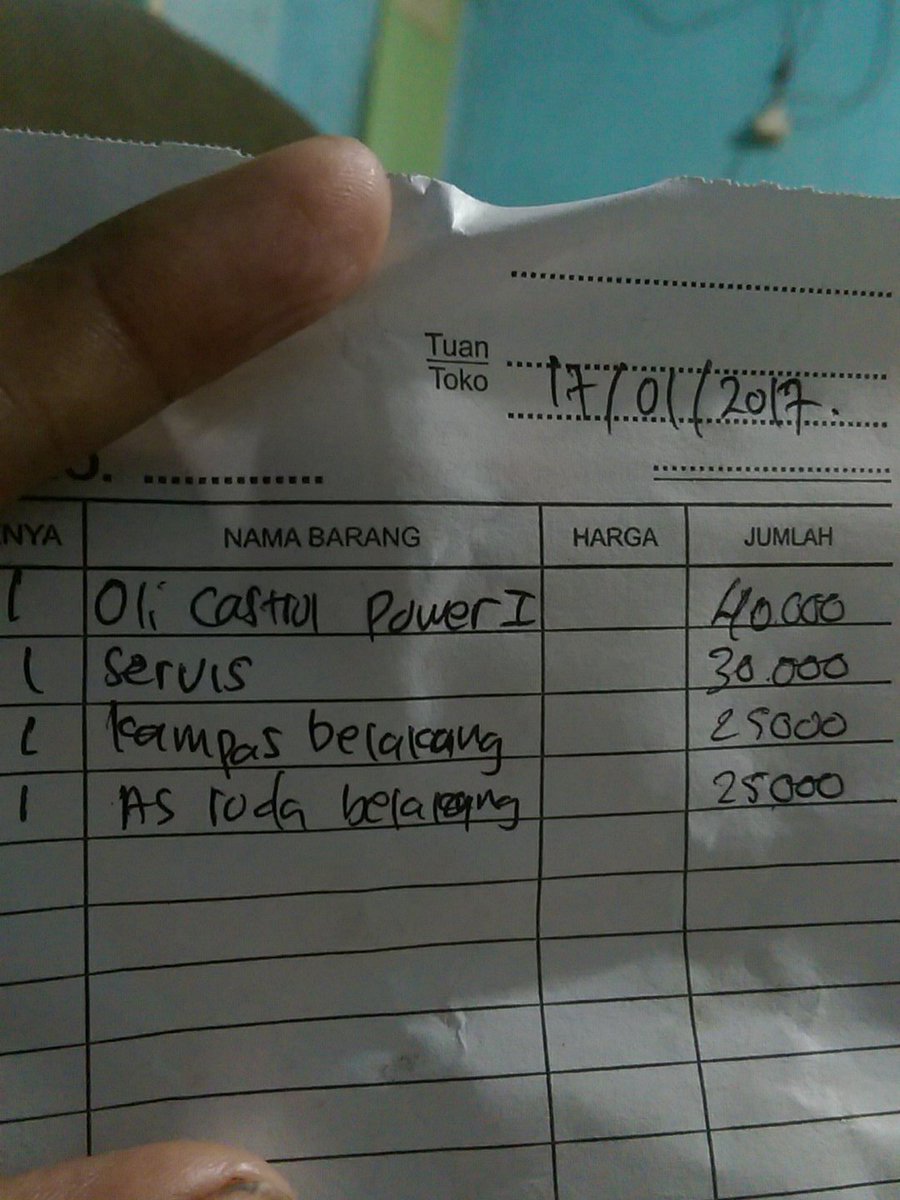 Tuan
Toko
17/01/2017.
NYA NAMA BARANG HARGA JUMLAH
1 Oli Castrol Power I 40.000
1 Servis 30.000
1 Kampas belakang 25000
1 As roda belakang 25000